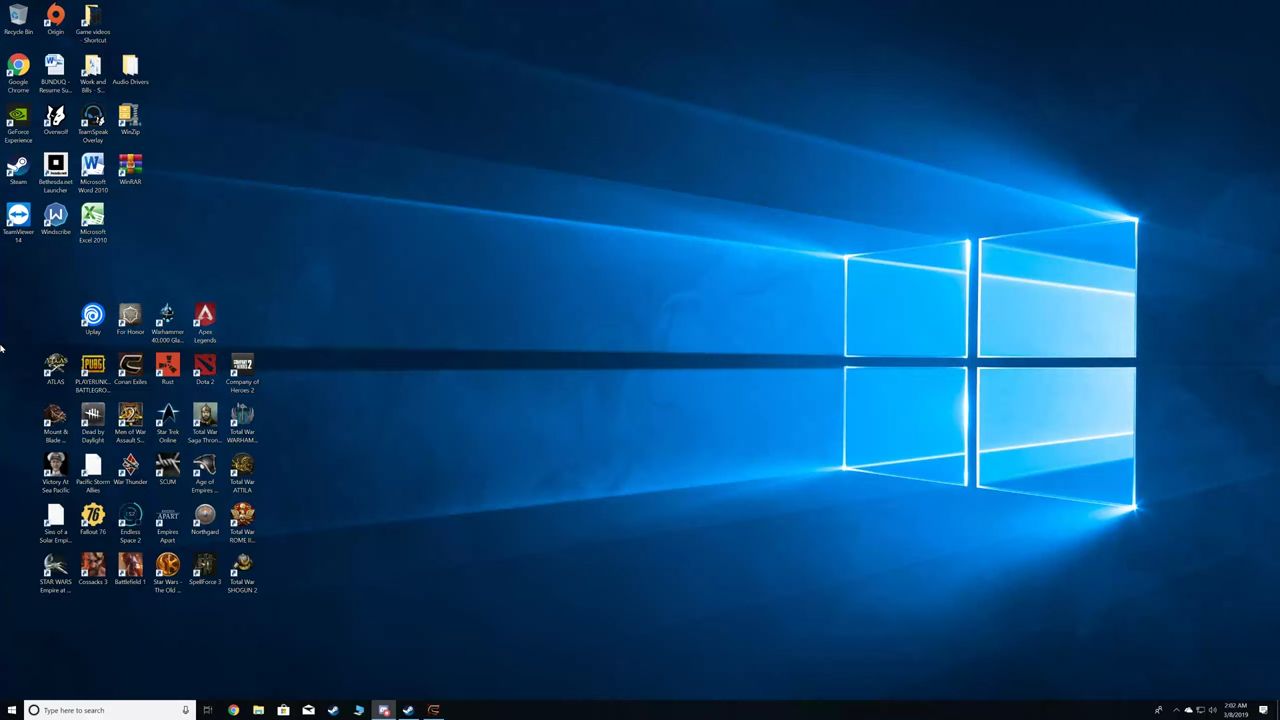 Recycle Bin
Origin
Game videos
- Shortcut
Google
Chrome
BUNDUQ -
Resume Su...
Work and
Bills - S...
Audio Drivers
GeForce
Experience
Overwolf
TeamSpeak
Overlay
WinZip
Steam
Bethesda.net
Launcher
Microsoft
Word 2010
WinRAR
TeamViewer
14
Windscribe
Microsoft
Excel 2010
Uplay
For Honor
Warhammer
40,000 Gla...
Apex
Legends
ATLAS
PLAYERUNK...
BATTLEGRO...
Conan Exiles
Rust
Dota 2
Company of
Heroes 2
Mount &
Blade ...
Dead by
Daylight
Men of War
Assault S...
Star Trek
Online
Total War
Saga Thron...
Total War
WARHAM...
Victory At
Sea Pacific
Pacific Storm
Allies
War Thunder
SCUM
Age of
Empires ...
Total War
ATTILA
Sins of a
Solar Empi...
Fallout 76
Endless
Space 2
Empires
Apart
Northgard
Total War
ROME II...
STAR WARS
Empire at ...
Cossacks 3
Battlefield 1
Star Wars -
The Old ...
SpellForce 3
Total War
SHOGUN 2
Type here to search
2:02 AM
3/8/2019